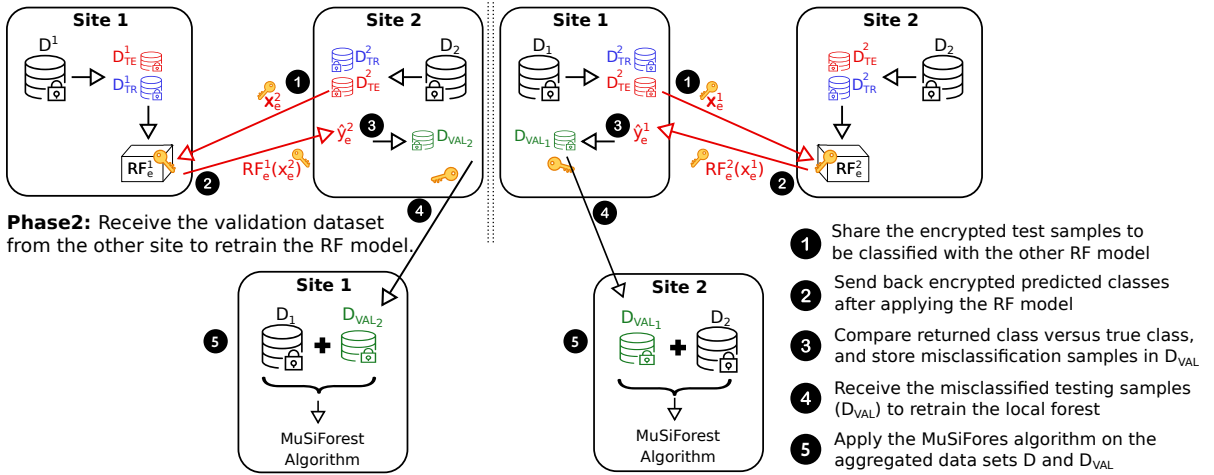 Site 1
D¹
D¹TE
D¹TR
RF¹e
Site 2
D²TR
D₂
D²TE
1
x²e
ŷ²e
3
DVAL₂
2
RF¹e(x²e)
4
Site 1
D₁
D²TR
D²TE
1
x¹e
DVAL₁
3
ŷ¹e
RF²e(x¹e)
2
4
Site 2
D²TE
D₂
D²TR
RF²e
Phase2: Receive the validation dataset
from the other site to retrain the RF model.
Site 1
D₁
DVAL₂
+
5
MuSiForest
Algorithm
Site 2
DVAL₁
D₂
+
5
MuSiForest
Algorithm
1 Share the encrypted test samples to
be classified with the other RF model
2 Send back encrypted predicted classes
after applying the RF model
3 Compare returned class versus true class,
and store misclassification samples in DVAL
4 Receive the misclassified testing samples
(DVAL) to retrain the local forest
5 Apply the MuSiFores algorithm on the
aggregated data sets D and DVAL